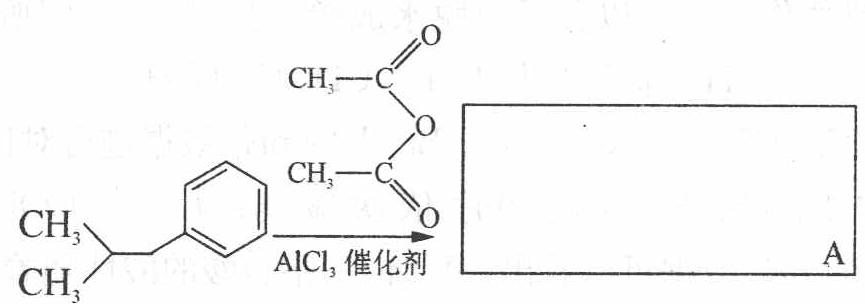 CH₃—C=O
O
CH₃—C=O
CH₃
CH₃
AlCl₃ 催化剂
A